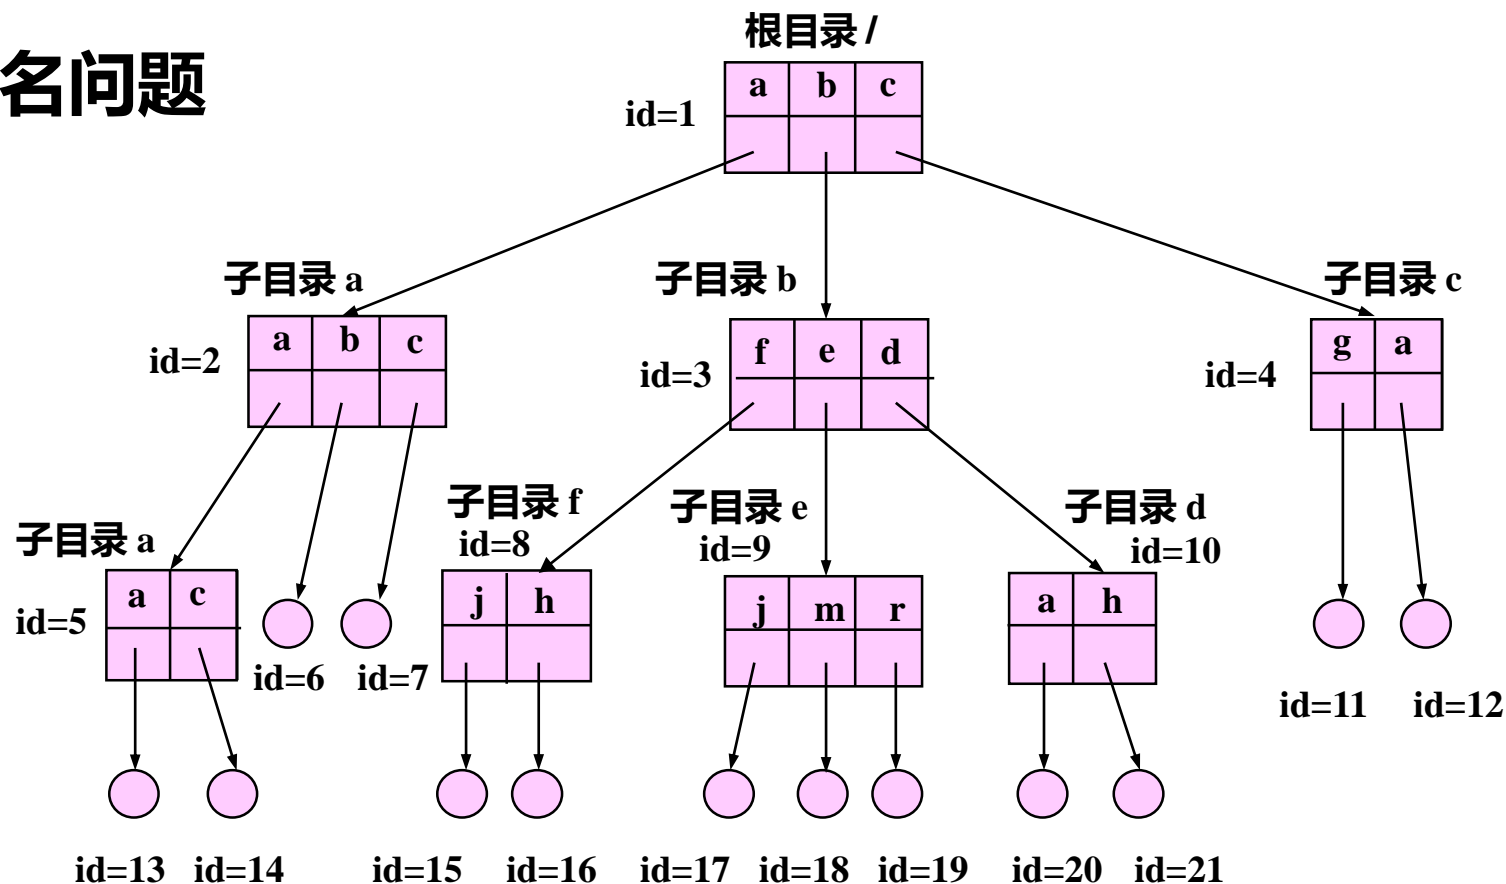 根目录 /
名问题
a b c
id=1
子目录 a
子目录 b
子目录 c
a b c
id=2
f e d
id=3
g a
id=4
子目录 a
子目录 f
id=8
子目录 e
id=9
子目录 d
id=10
a c
id=5
j h
j m r
a h
id=6
id=7
id=11
id=12
id=13
id=14
id=15
id=16
id=17
id=18
id=19
id=20
id=21